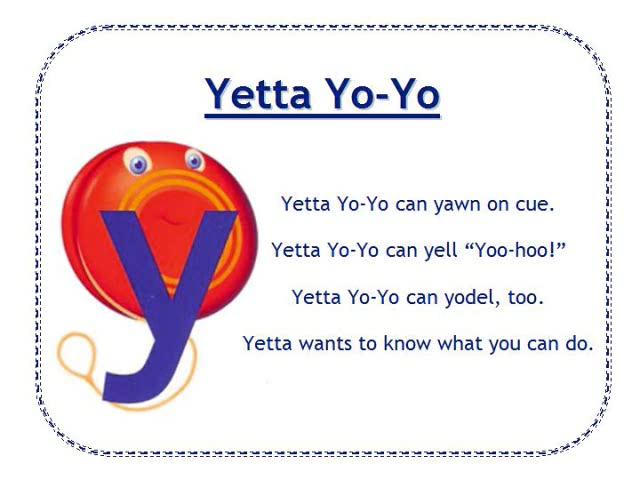 Yetta Yo-Yo
Yetta Yo-Yo can yawn on cue.
Yetta Yo-Yo can yell “Yoo-hoo!”
Yetta Yo-Yo can yodel, too.
Yetta wants to know what you can do.
y